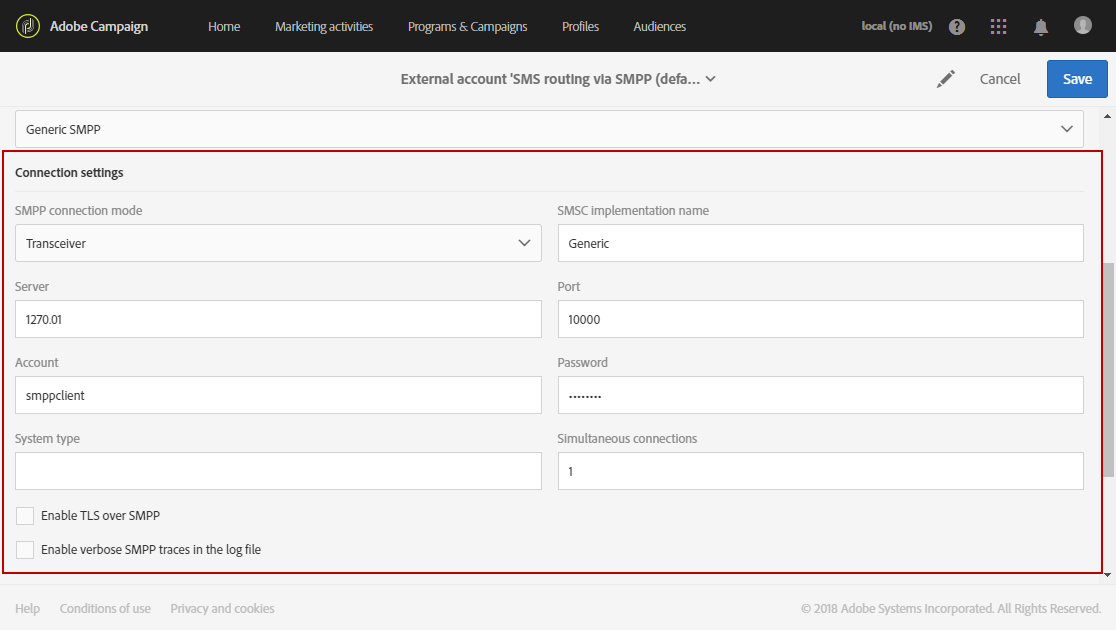 Adobe Campaign Home Marketing activities Programs & Campaigns Profiles Audiences local (no IMS) ?
External account 'SMS routing via SMPP (defa... Cancel Save
Generic SMPP
Connection settings
SMPP connection mode SMSC implementation name
Transceiver Generic
Server Port
1270.01 10000
Account Password
smppclient ••••••••
System type Simultaneous connections
1
Enable TLS over SMPP
Enable verbose SMPP traces in the log file
Help Conditions of use Privacy and cookies © 2018 Adobe Systems Incorporated. All Rights Reserved.